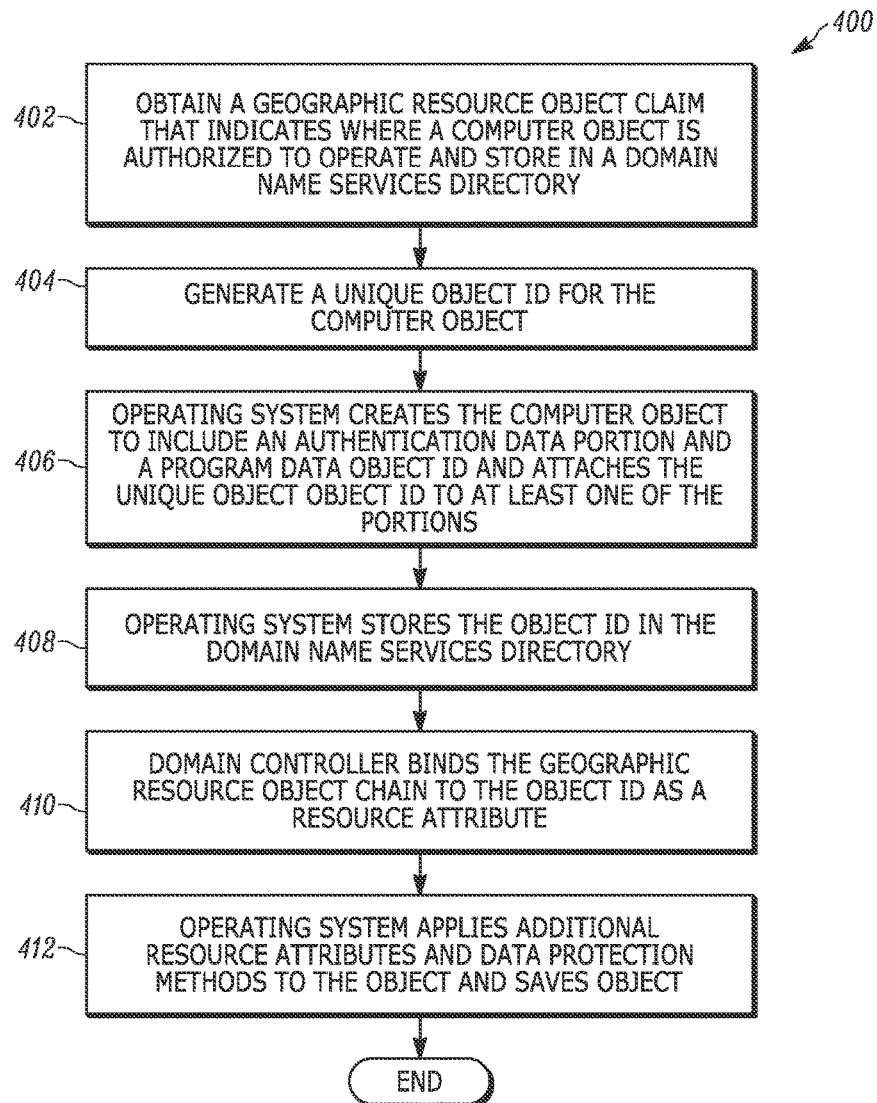 400
402
OBTAIN A GEOGRAPHIC RESOURCE OBJECT CLAIM
THAT INDICATES WHERE A COMPUTER OBJECT IS
AUTHORIZED TO OPERATE AND STORE IN A DOMAIN
NAME SERVICES DIRECTORY
404
GENERATE A UNIQUE OBJECT ID FOR THE
COMPUTER OBJECT
406
OPERATING SYSTEM CREATES THE COMPUTER OBJECT
TO INCLUDE AN AUTHENTICATION DATA PORTION AND
A PROGRAM DATA OBJECT ID AND ATTACHES THE
UNIQUE OBJECT OBJECT ID TO AT LEAST ONE OF THE
PORTIONS
408
OPERATING SYSTEM STORES THE OBJECT ID IN THE
DOMAIN NAME SERVICES DIRECTORY
410
DOMAIN CONTROLLER BINDS THE GEOGRAPHIC
RESOURCE OBJECT CHAIN TO THE OBJECT ID AS A
RESOURCE ATTRIBUTE
412
OPERATING SYSTEM APPLIES ADDITIONAL
RESOURCE ATTRIBUTES AND DATA PROTECTION
METHODS TO THE OBJECT AND SAVES OBJECT
END